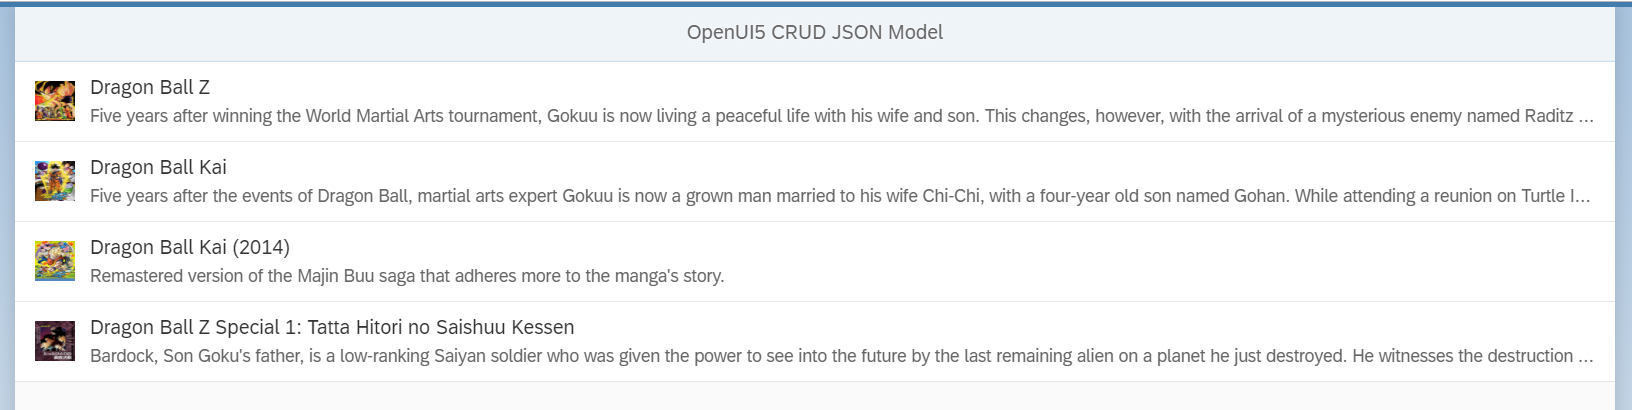 OpenUI5 CRUD JSON Model
Dragon Ball Z
Five years after winning the World Martial Arts tournament, Gokuu is now living a peaceful life with his wife and son. This changes, however, with the arrival of a mysterious enemy named Raditz ...
Dragon Ball Kai
Five years after the events of Dragon Ball, martial arts expert Gokuu is now a grown man married to his wife Chi-Chi, with a four-year old son named Gohan. While attending a reunion on Turtle I...
Dragon Ball Kai (2014)
Remastered version of the Majin Buu saga that adheres more to the manga's story.
Dragon Ball Z Special 1: Tatta Hitori no Saishuu Kessen
Bardock, Son Goku's father, is a low-ranking Saiyan soldier who was given the power to see into the future by the last remaining alien on a planet he just destroyed. He witnesses the destruction ...